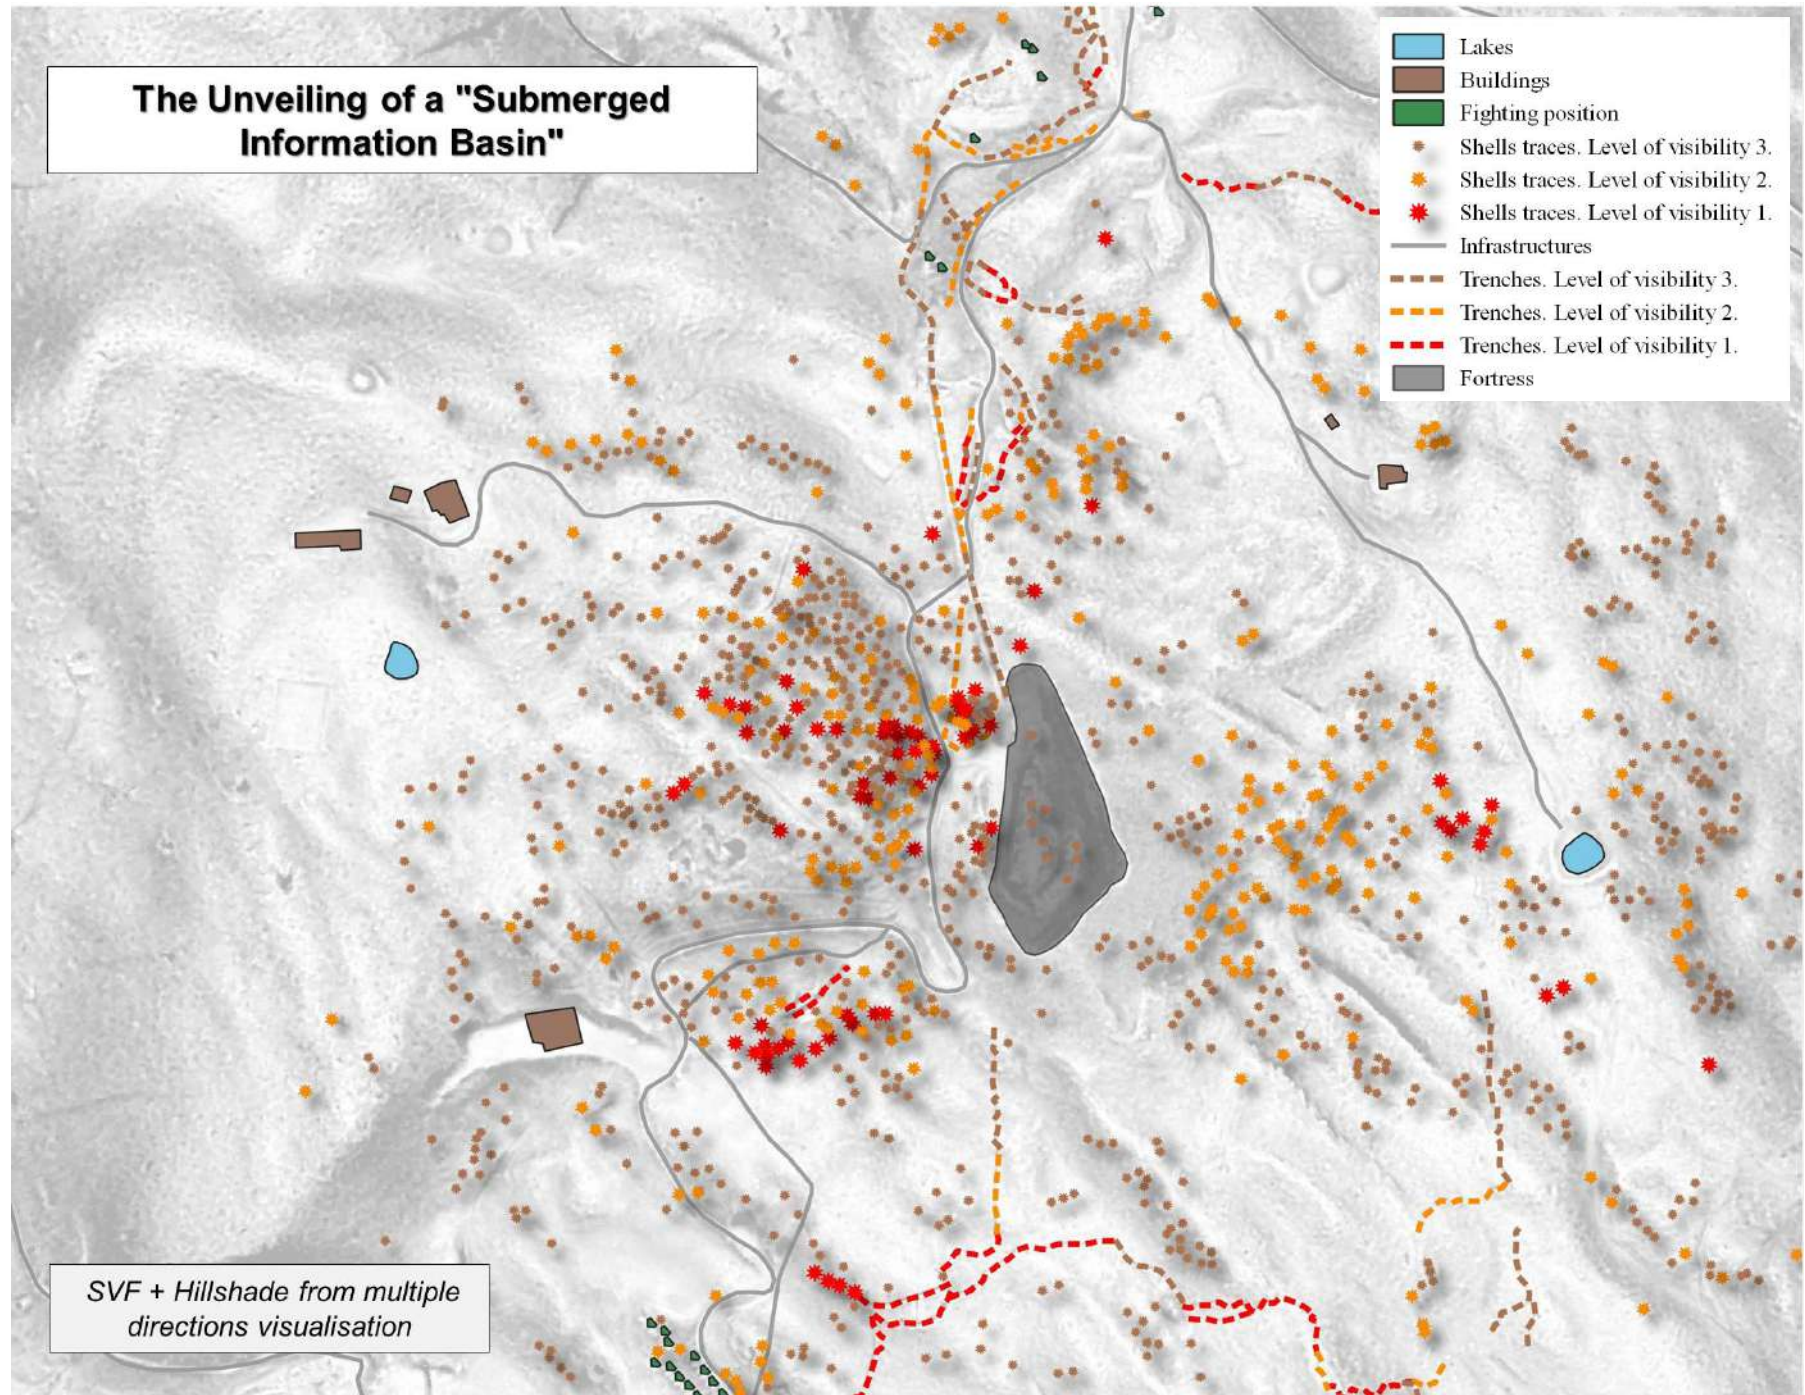 The Unveiling of a "Submerged
Information Basin"
Lakes
Buildings
Fighting position
Shells traces. Level of visibility 3.
Shells traces. Level of visibility 2.
Shells traces. Level of visibility 1.
Infrastructures
Trenches. Level of visibility 3.
Trenches. Level of visibility 2.
Trenches. Level of visibility 1.
Fortress
SVF + Hillshade from multiple
directions visualisation